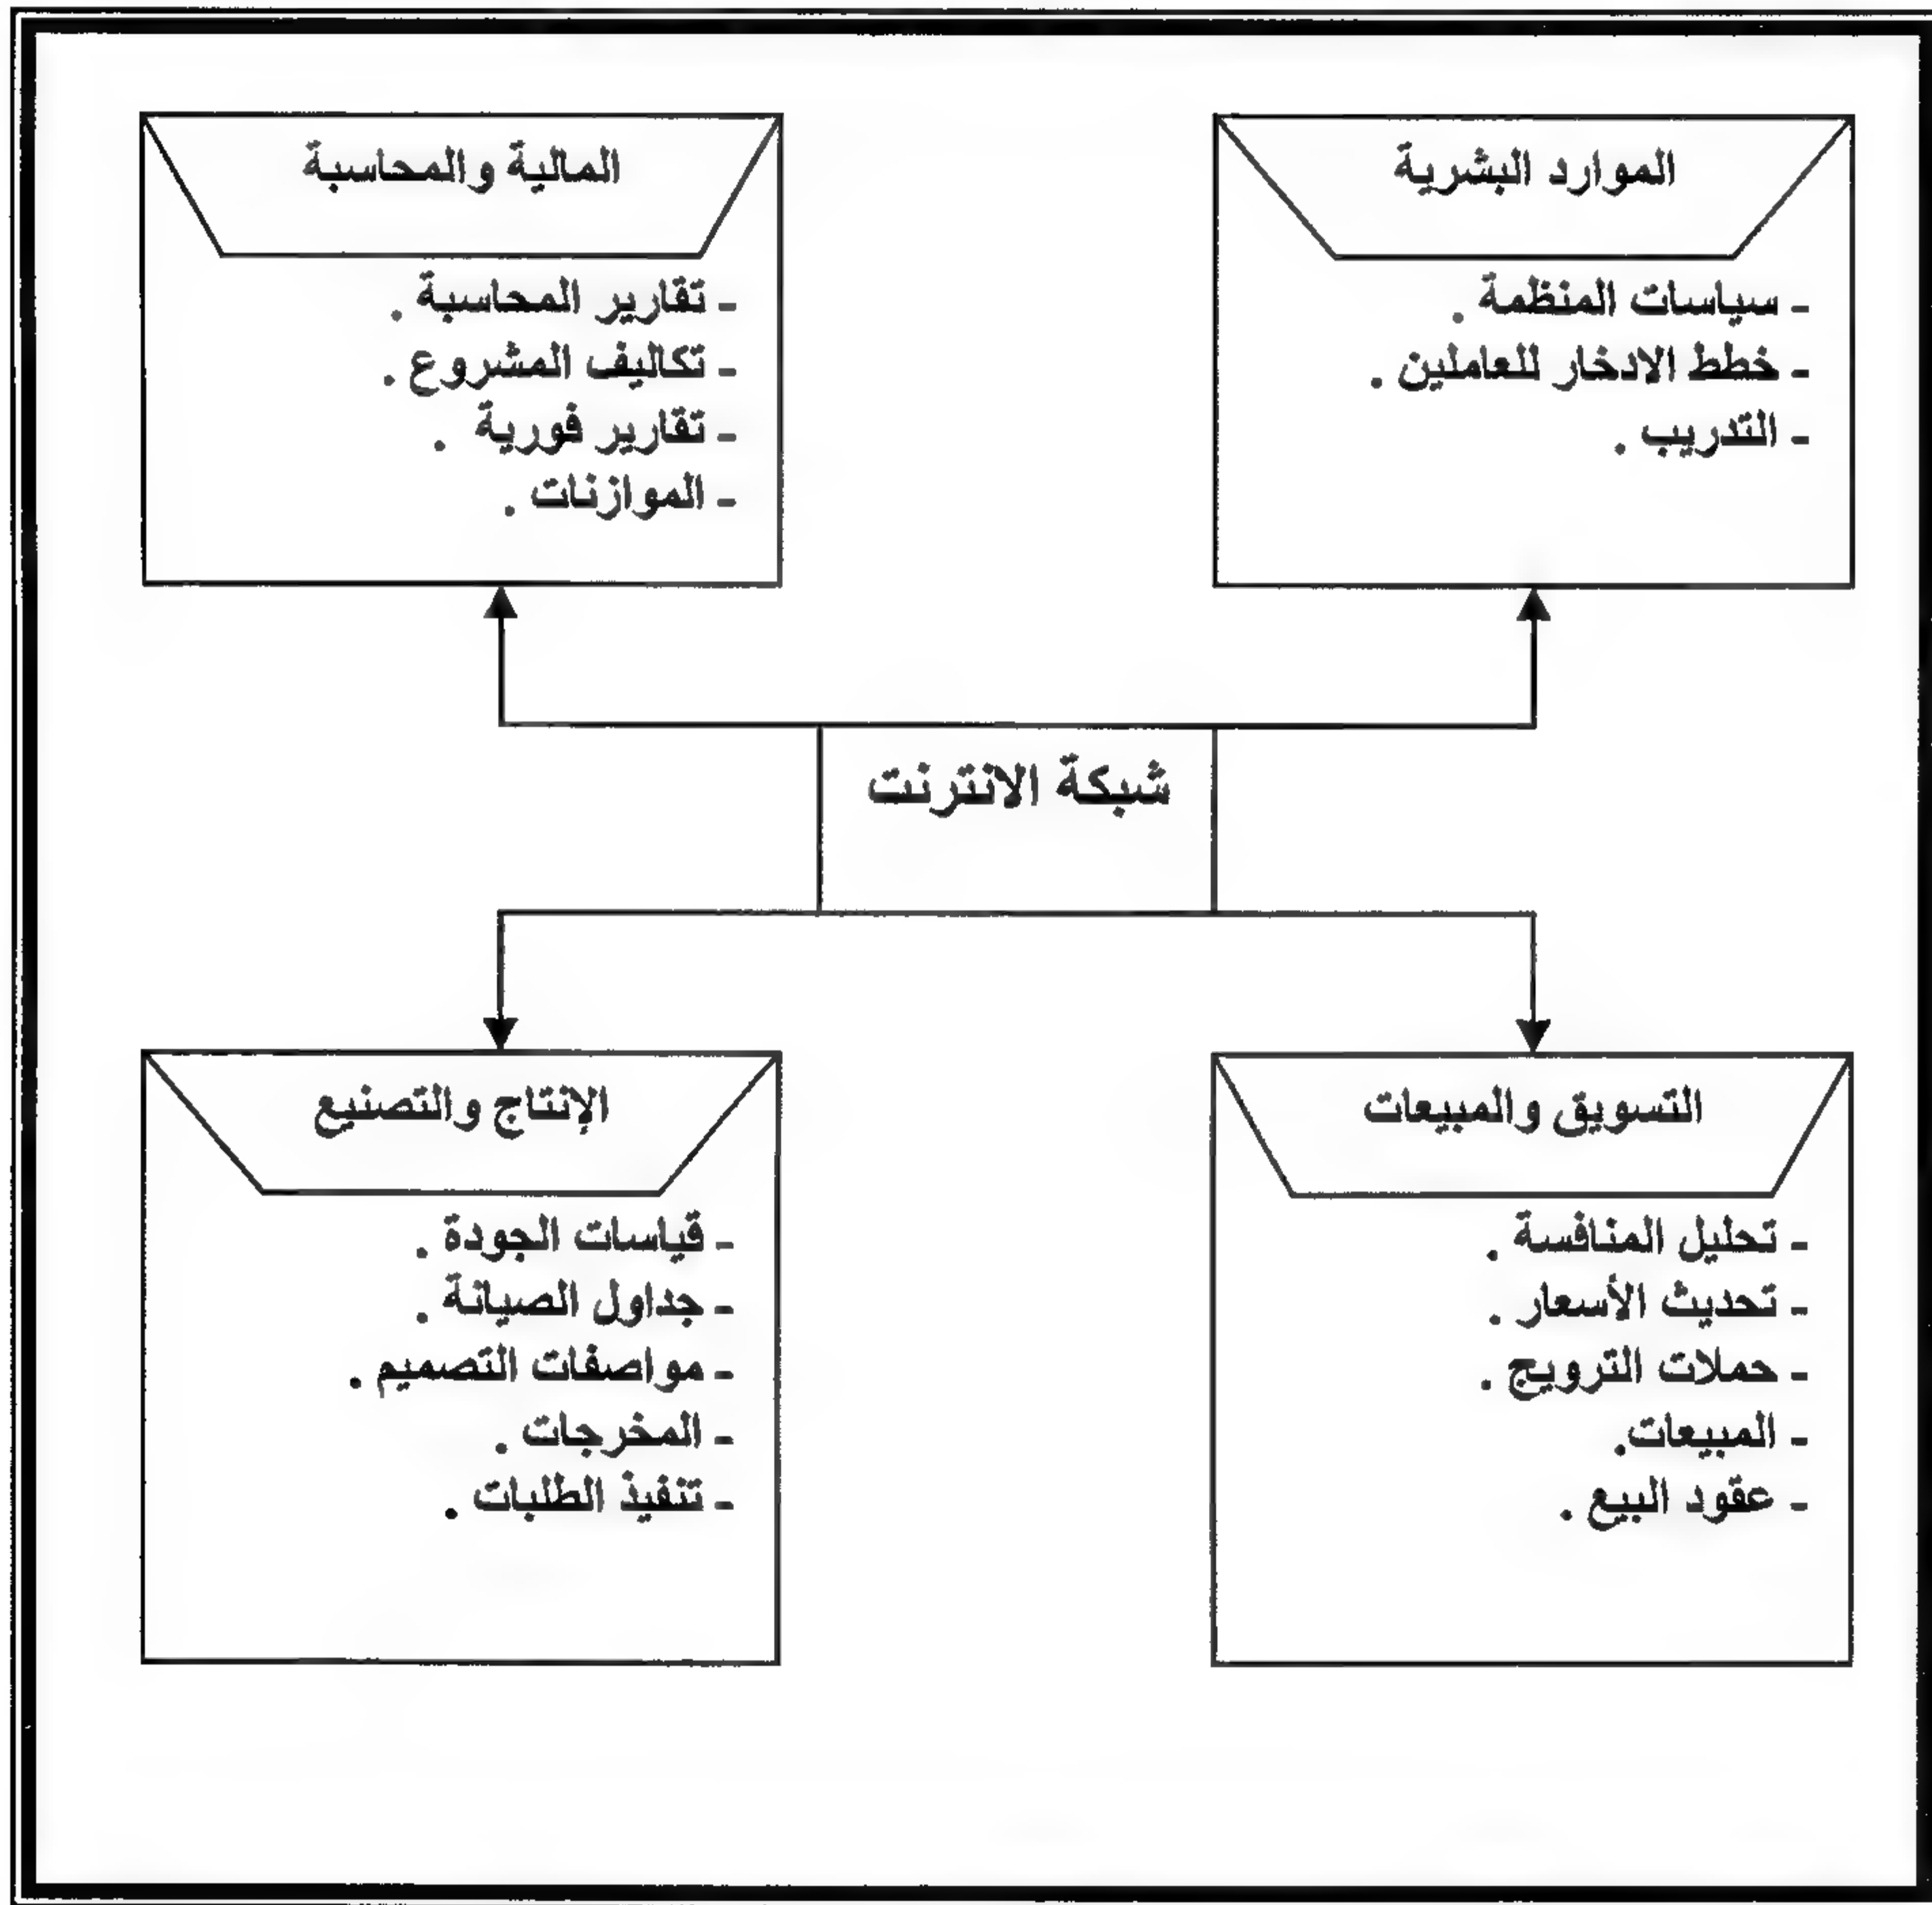 الموارد البشرية
- سياسات المنظمة .
- خطط الادخار للعاملين .
- التدريب .
المالية والمحاسبة
- تقارير المحاسبة .
- تكاليف المشروع .
- تقارير فورية .
- الموازنات .
شبكة الانترنت
التسويق والمبيعات
- تحليل المنافسة .
- تحديث الأسعار .
- حملات الترويج .
- المبيعات.
- عقود البيع .
الإنتاج والتصنيع
- قياسات الجودة .
- جداول الصيانة .
- مواصفات التصميم .
- المخرجات .
- تنفيذ الطلبات .